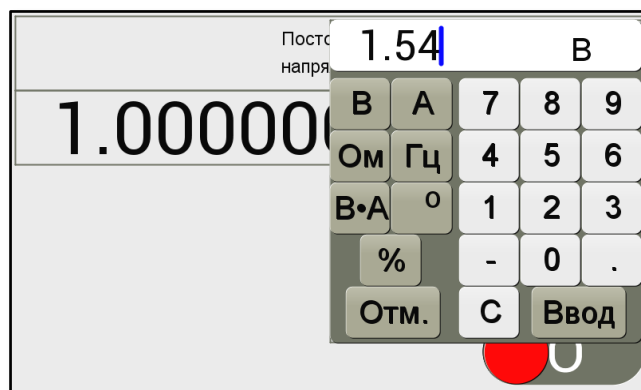 Посто
напря
1.54 В
1.000000
В А 7 8 9
Ом Гц 4 5 6
В•А º 1 2 3
% - 0 .
Отм. С Ввод